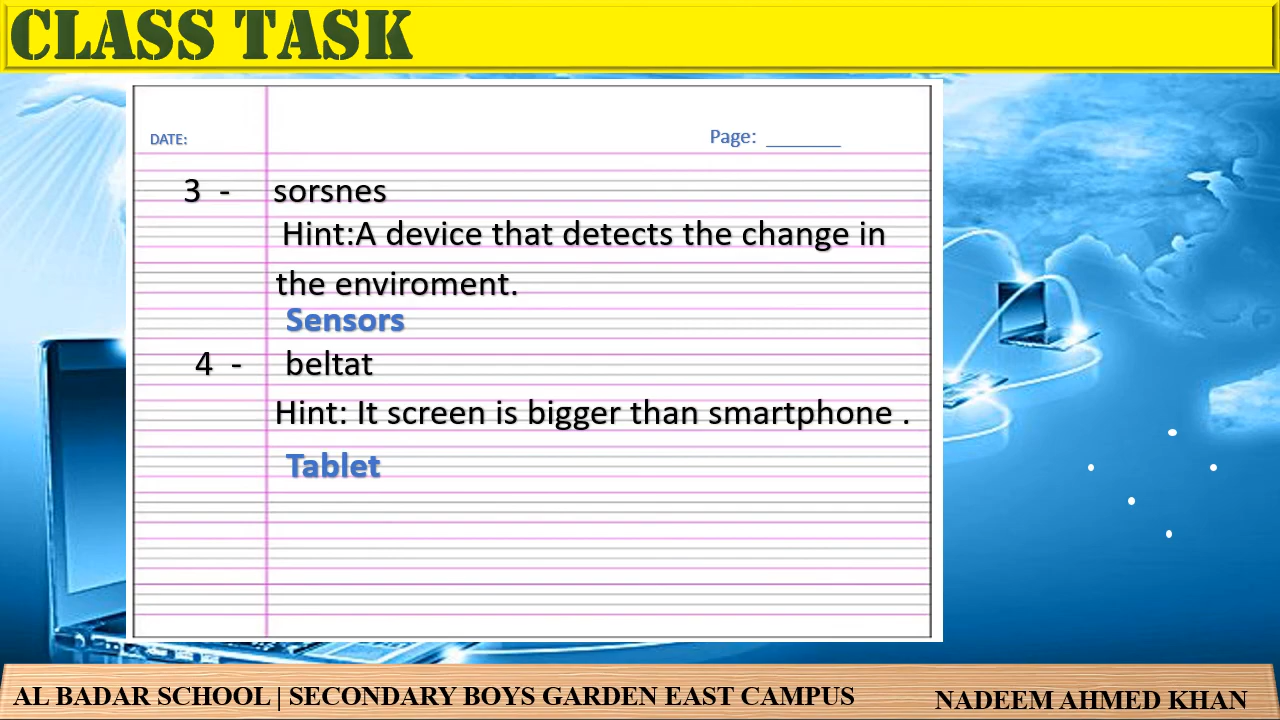 CLASS TASK
DATE:
Page: _______
3 - sorsnes
Hint:A device that detects the change in
the enviroment.
Sensors
4 - beltat
Hint: It screen is bigger than smartphone .
Tablet
AL BADAR SCHOOL | SECONDARY BOYS GARDEN EAST CAMPUS
NADEEM AHMED KHAN